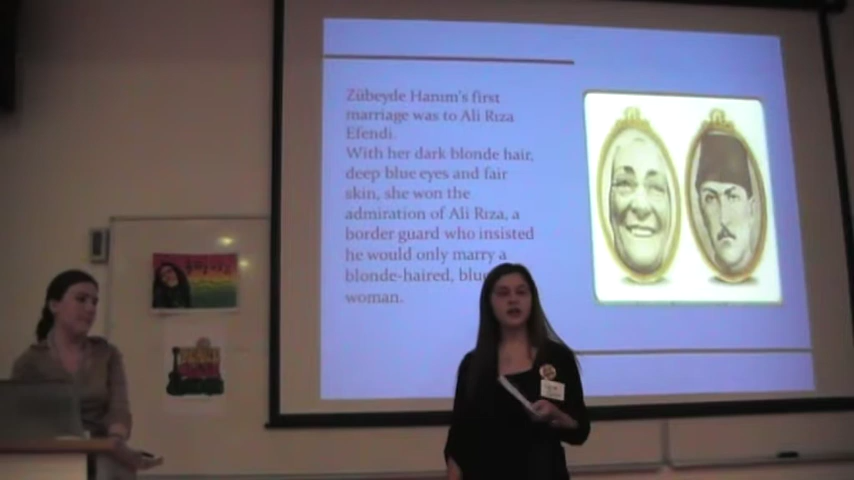 Zübeyde Hanım's first
marriage was to Ali Rıza
Efendi.
With her dark blonde hair,
deep blue eyes and fair
skin, she won the
admiration of Ali Rıza, a
border guard who insisted
he would only marry a
blonde-haired,
woman.